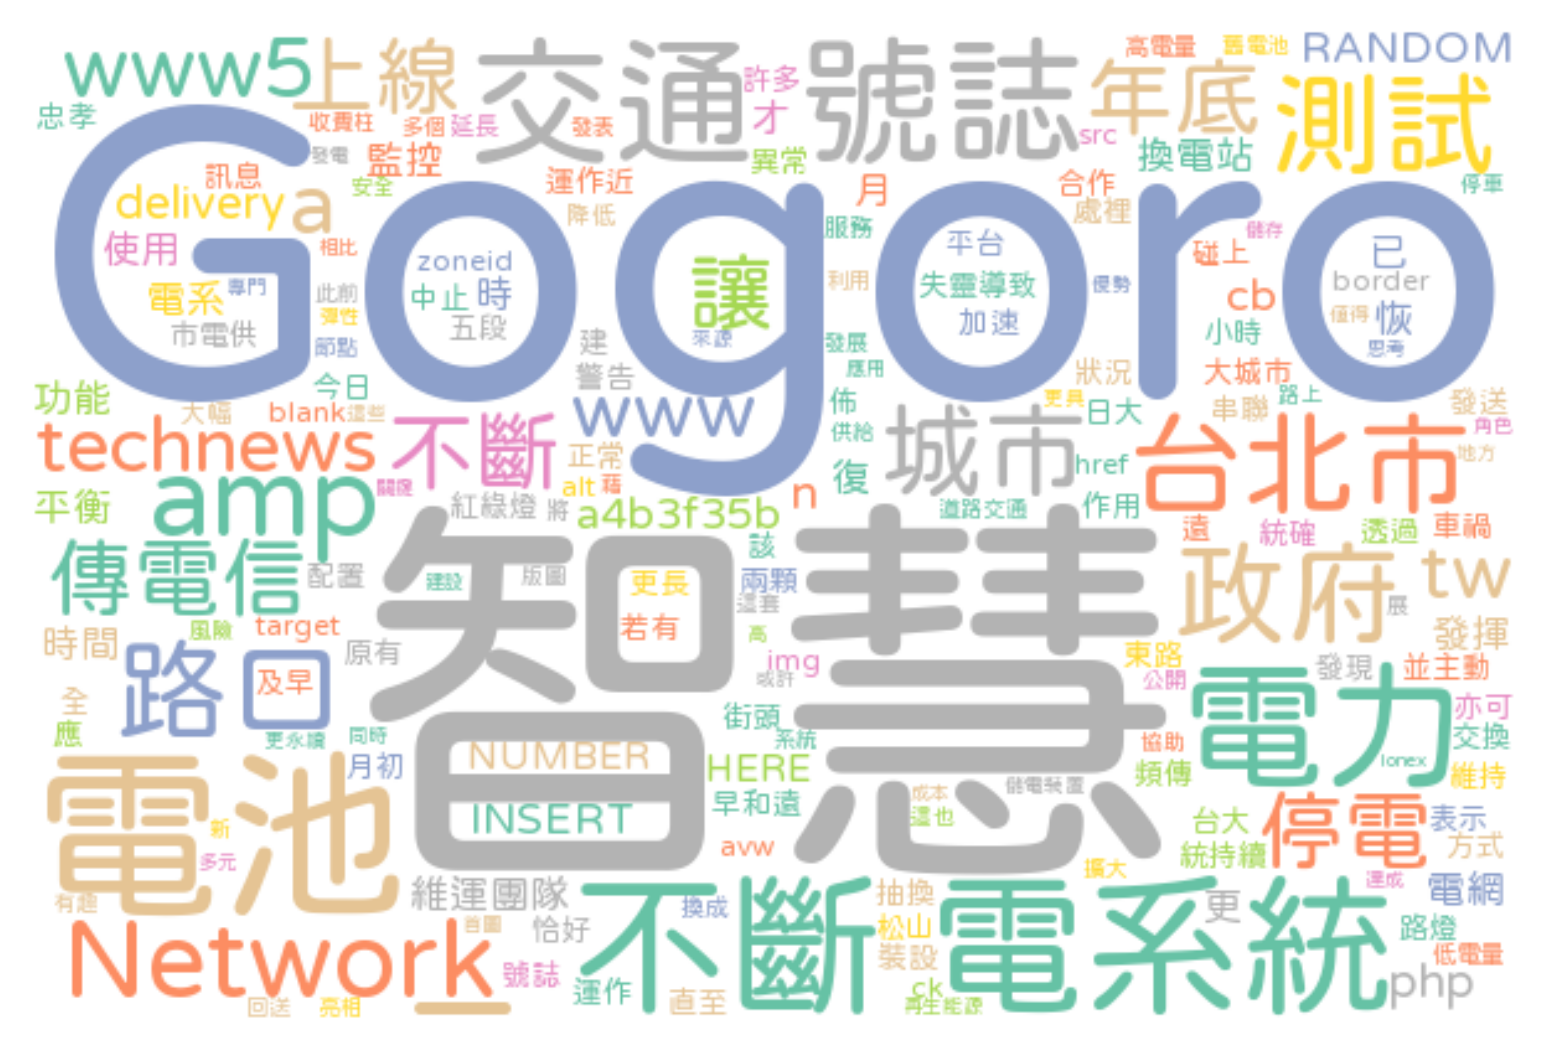 www5
上線
交通號誌
許多
才
高電量
舊電池
RANDOM
年底
測試
忠孝
收費柱
多個
延長
發表
src
換電站
發電
監控
異常
訊息
安全
運作近
月
合作
停車
delivery
a
降低
處裡
Gogoro
使用
相比
zoneid
讓
服務
平台
碰上
儲存
已
電系
專門
此前
中止
時
利用
失靈導致
優勢
cb
border
彈性
值得
恢
市電供
五段
來源
加速
小時
節點
建
發展
思考
功能
今日
警告
應用
狀況
大城市
大幅
blank
這些
www
佈
更具
日大
串聯
路上
發送
technews
不斷
供給
城市
台北市
角色
正常
href
地方
amp
關鍵
alt
藉
n
復
平衡
紅綠燈
將
a4b3f35b
道路交通
作用
遠
統確
透過
車禍
傳電信
智慧
該
政府
tw
配置
建設
版圖
更長
兩顆
這套
展
風險
target
若有
高
時間
原有
img
東路
發揮
路口
及早
或許
公開
發現
並主動
全
電力
亦可
應
更永續
同時
街頭
系統
協助
交換
電池
月初
NUMBER
HERE
頻傳
Ionex
維持
儲電裝置
INSERT
早和遠
成本
這也
台大
停電
表示
新
多元
avw
統持續
方式
擴大
達成
有趣
維運團隊
不斷電系統
換成
抽換
更
電網
Network
首圖
恰好
松山
路燈
號誌
裝設
低電量
運作
ck
php
回送
亮相
_
直至
再生能源